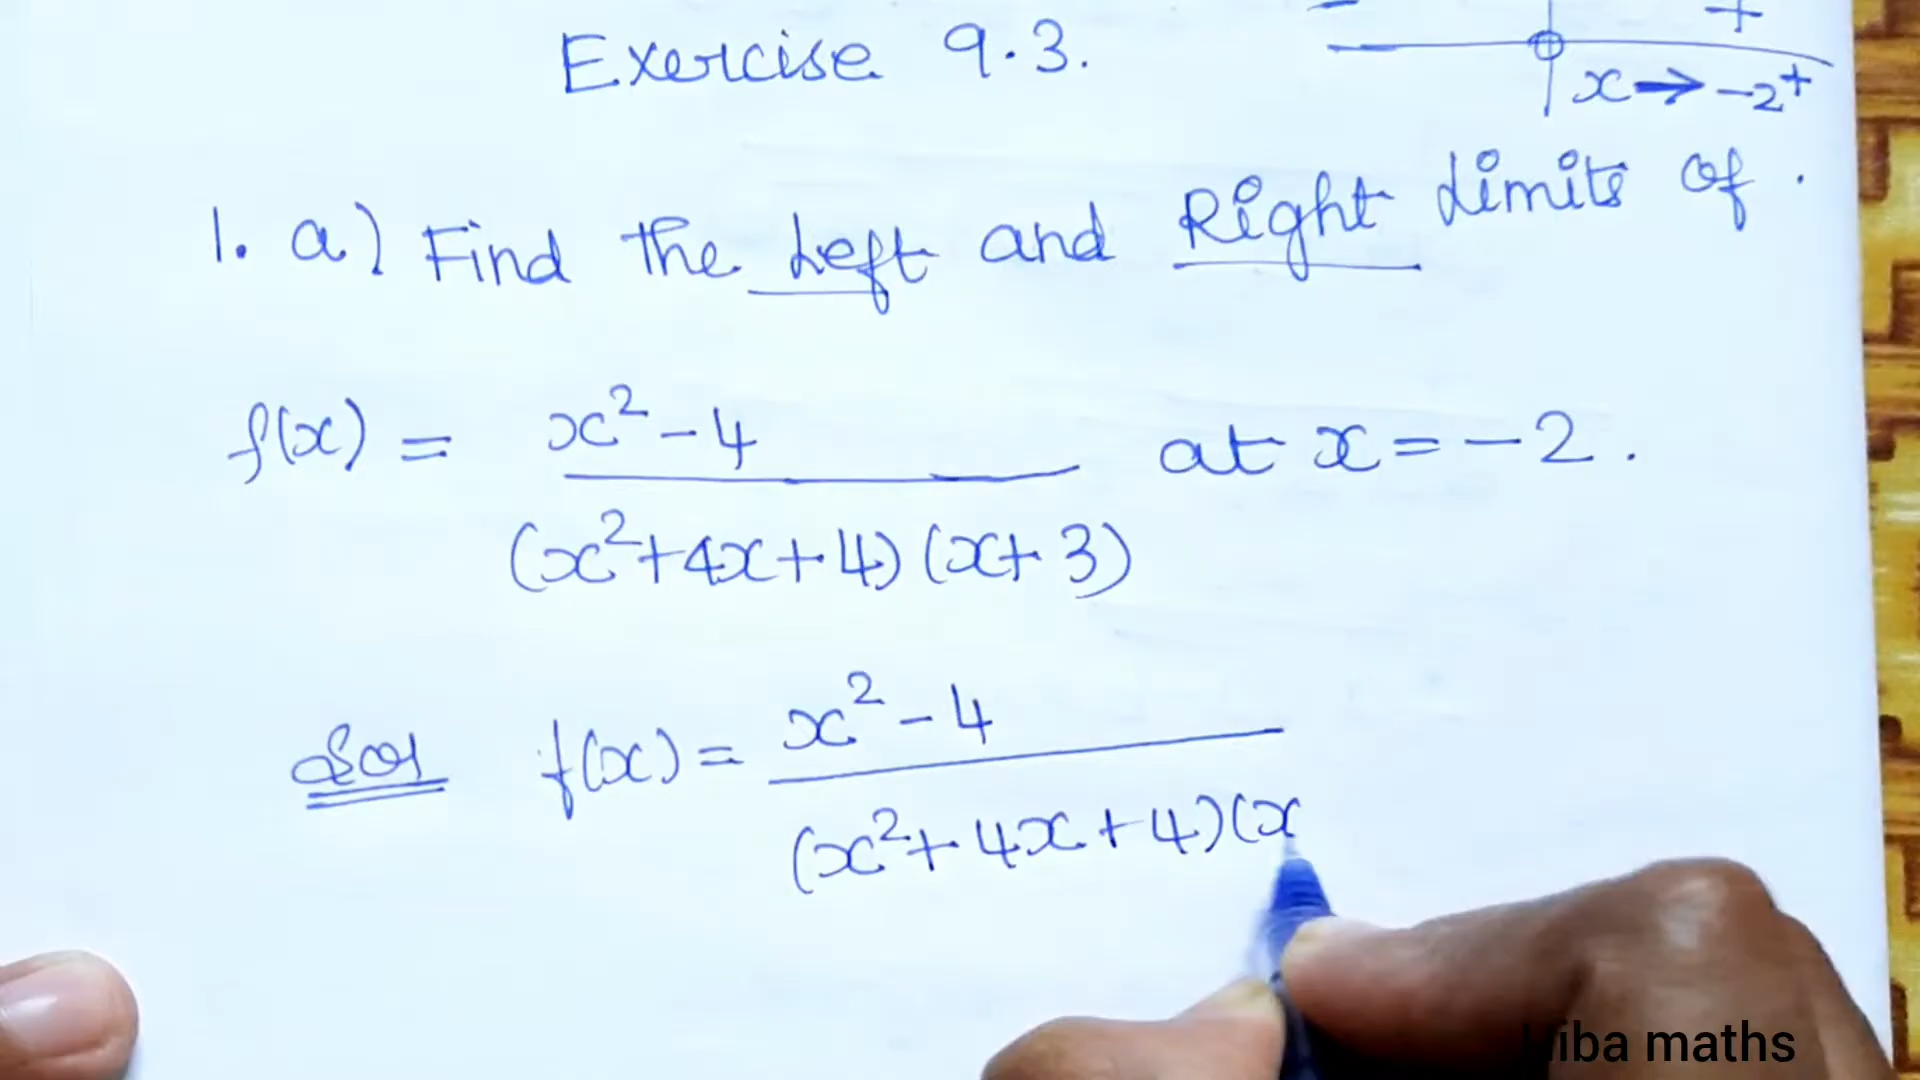 Exercise 9.3.
+
x → -2⁺
1. a) Find the Left and Right Limits of.
f(x) = x² - 4 / (x² + 4x + 4) (x + 3) at x = -2.
Sol f(x) = x² - 4 / (x² + 4x + 4) (x
iba maths